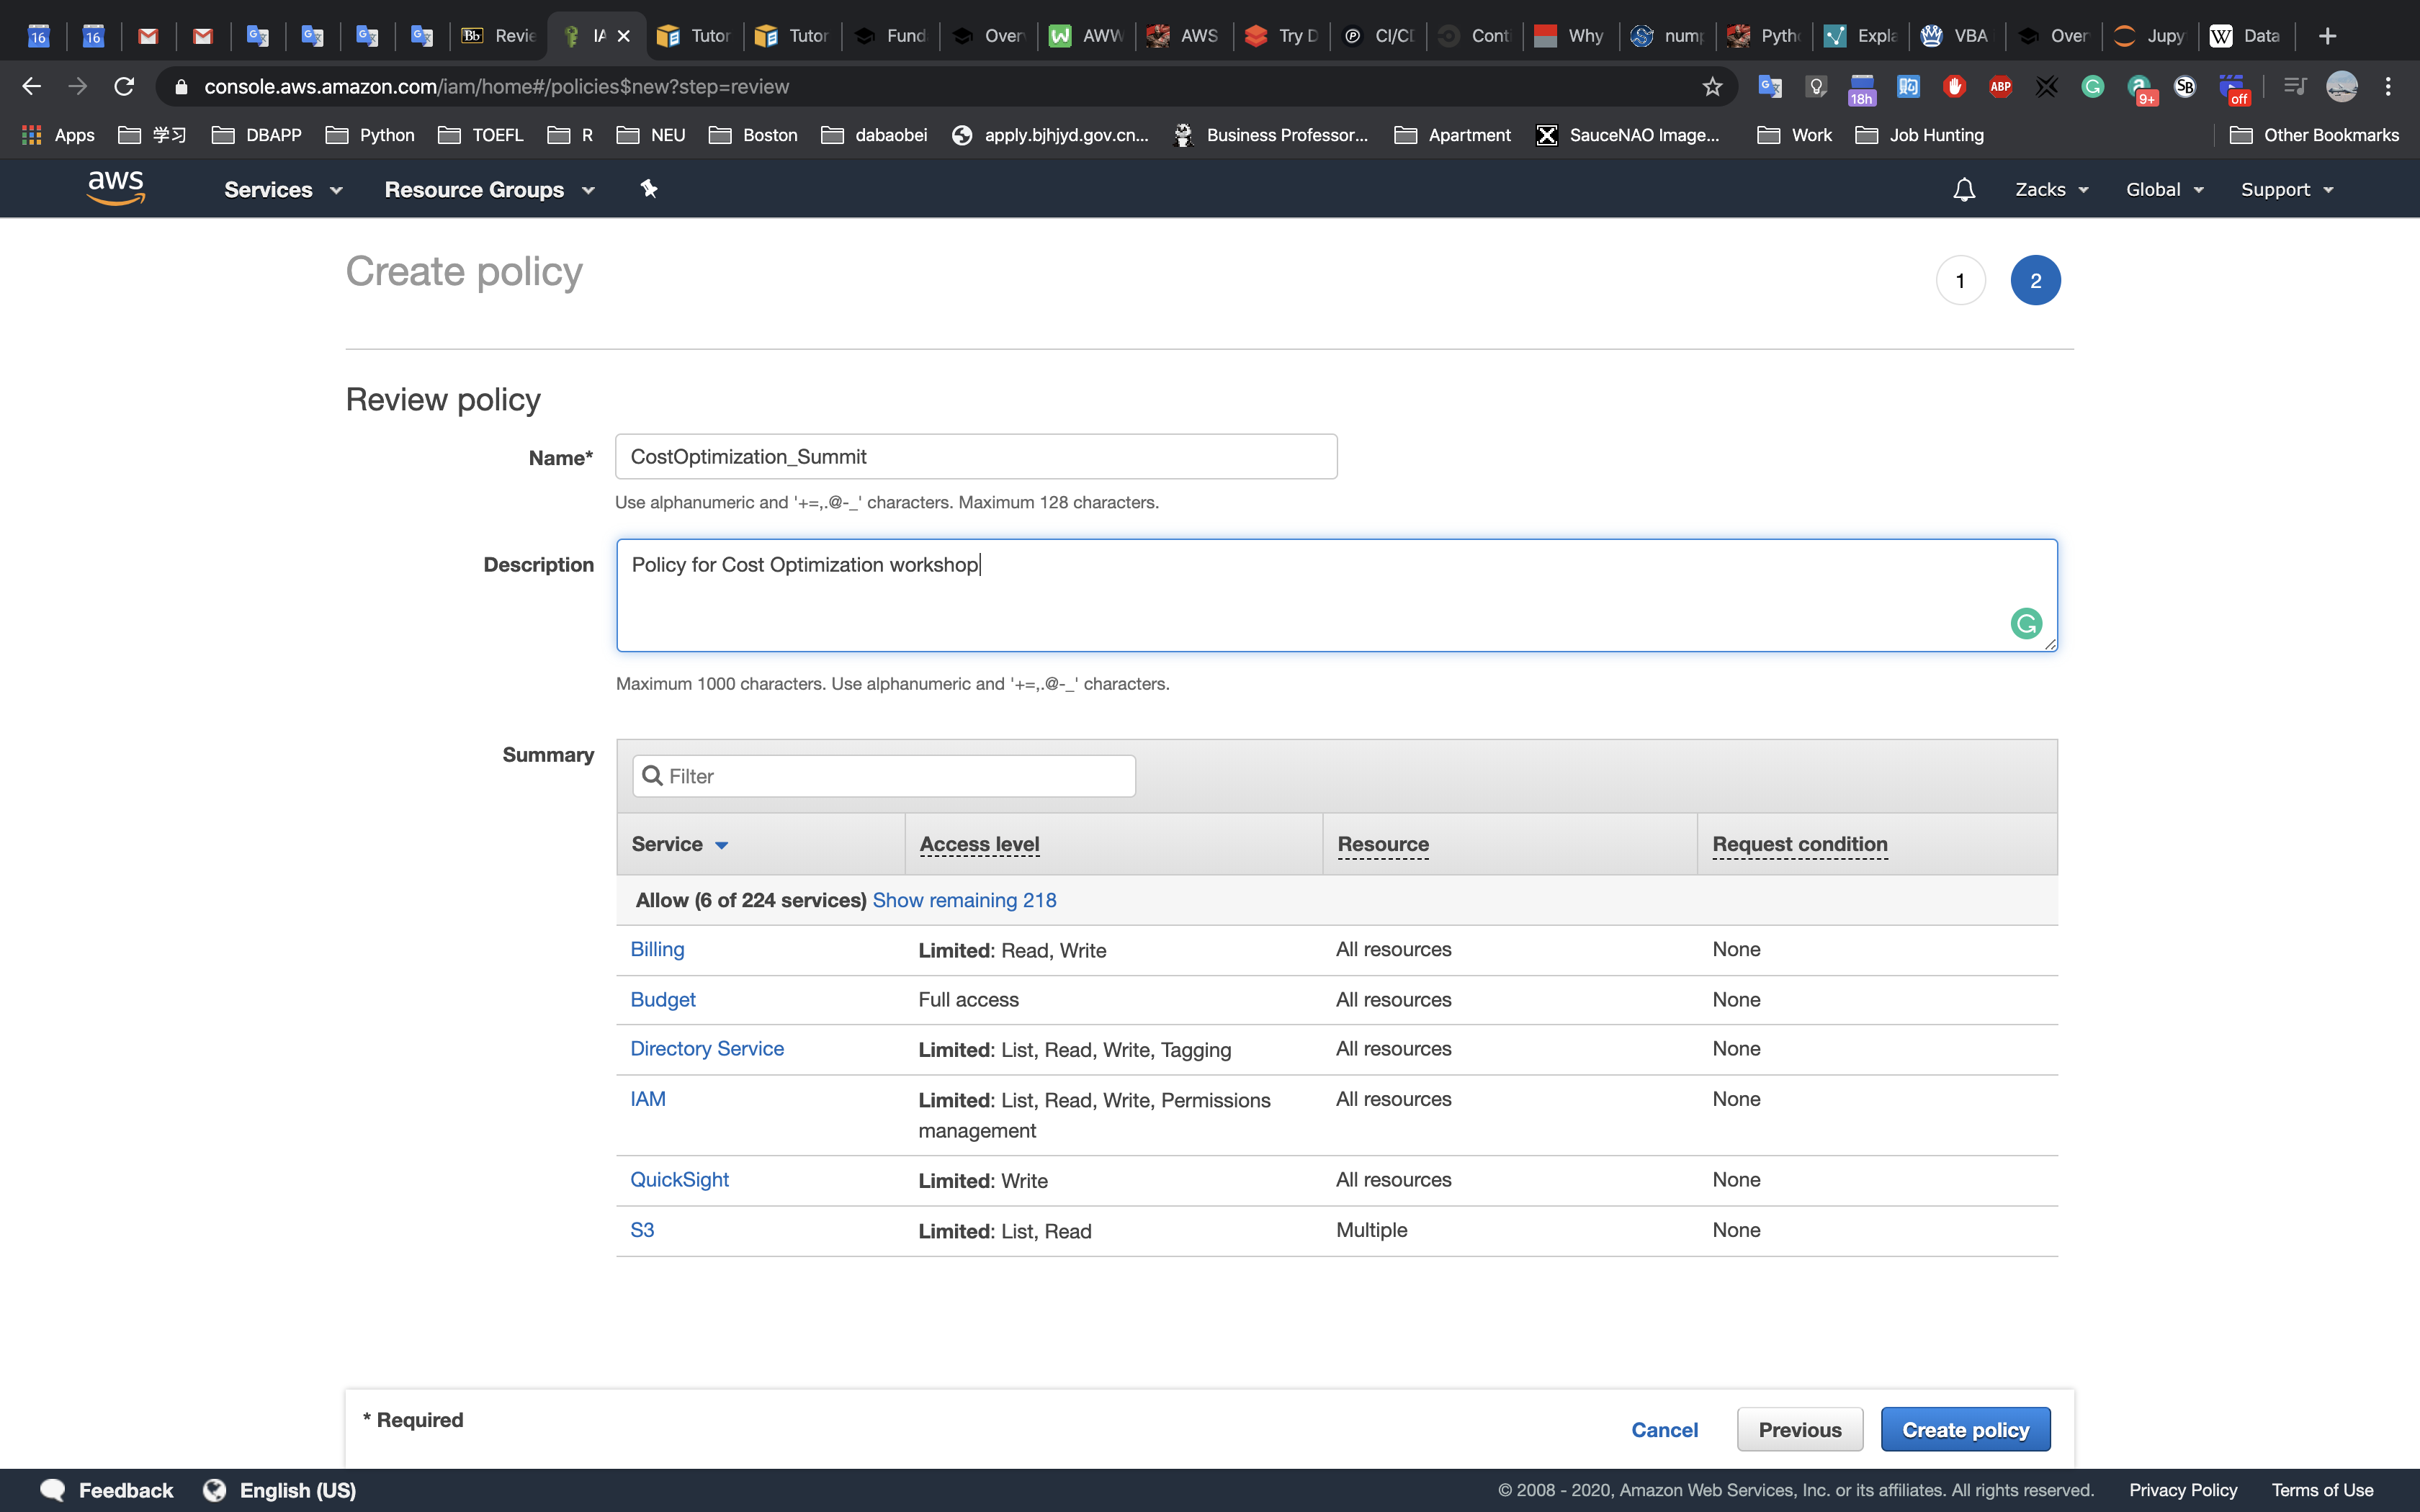 16 16 Bb Revie IA Tutor Tutor Fund Over AWW AWS Try D CI/CD Cont Why nump Pyth Expla VBA Over Jupy W Data
console.aws.amazon.com/iam/home#/policies$new?step=review
18h ABP 9+ SB off
Apps 学习 DBAPP Python TOEFL R NEU Boston dabaobei apply.bjhjyd.gov.cn... Business Professor... Apartment SauceNAO Image... Work Job Hunting Other Bookmarks
aws Services Resource Groups Zacks Global Support
Create policy
1 2
Review policy
Name* CostOptimization_Summit
Use alphanumeric and '+=,.@-_' characters. Maximum 128 characters.
Description Policy for Cost Optimization workshop
Maximum 1000 characters. Use alphanumeric and '+=,.@-_' characters.
Summary Filter
Service Access level Resource Request condition
Allow (6 of 224 services) Show remaining 218
Billing Limited: Read, Write All resources None
Budget Full access All resources None
Directory Service Limited: List, Read, Write, Tagging All resources None
IAM Limited: List, Read, Write, Permissions management All resources None
QuickSight Limited: Write All resources None
S3 Limited: List, Read Multiple None
* Required Cancel Previous Create policy
Feedback English (US) © 2008 - 2020, Amazon Web Services, Inc. or its affiliates. All rights reserved. Privacy Policy Terms of Use